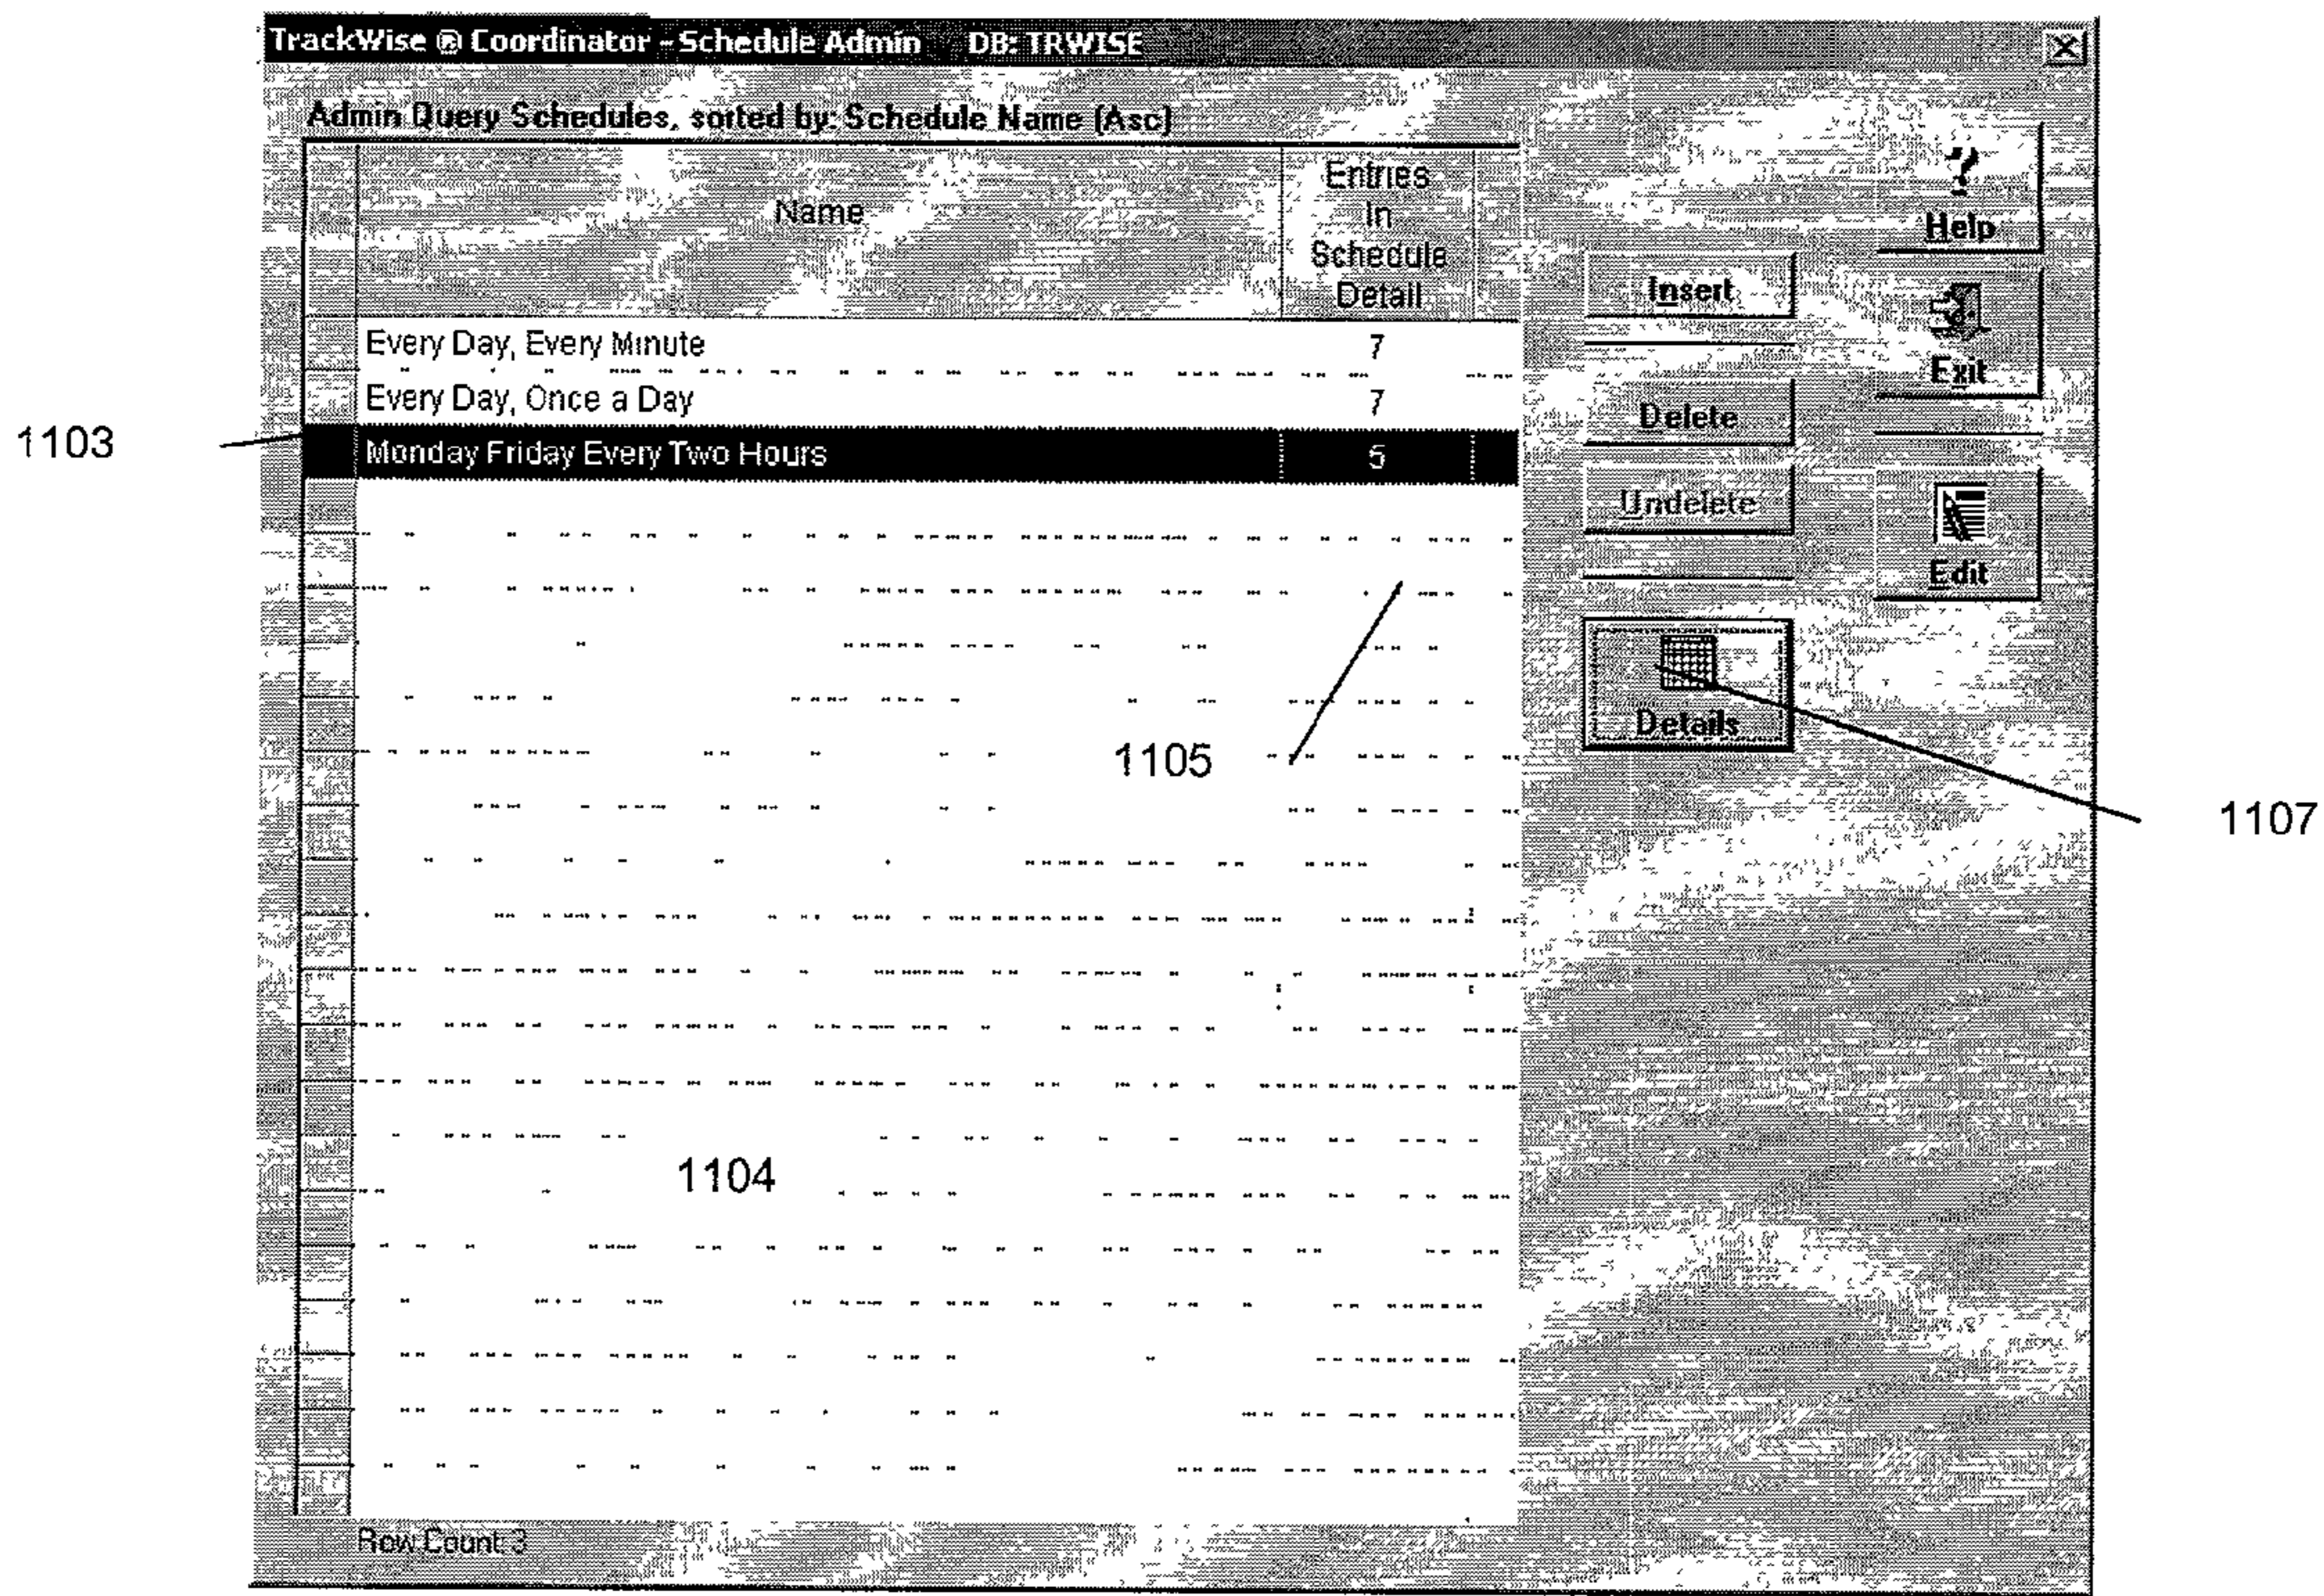 TrackWise ® Coordinator - Schedule Admin DB: TRWISE
Admin Query Schedules, sorted by: Schedule Name (Asc)
Name
Entries
In
Schedule
Detail
Every Day, Every Minute 7
Every Day, Once a Day 7
Monday Friday Every Two Hours 5
Row Count: 3
Insert
Delete
Undelete
Details
Help
Exit
Edit
1103
1105
1104
1107